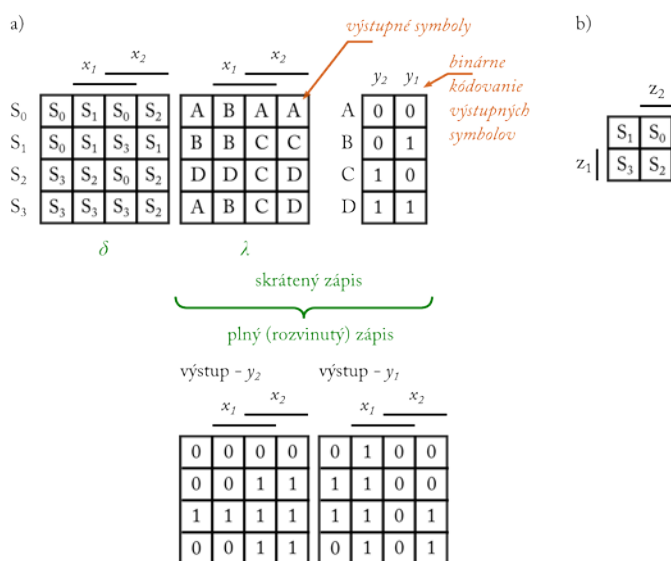 a)
b)
výstupné symboly
x1 x2 x1 x2 y2 y1
binárne
kódovanie
výstupných
symbolov
z2
S0 S0 S1 S0 S2 A B A A A 0 0
S1 S0 S1 S3 S1 B B C C B 0 1
S2 S3 S2 S0 S2 D D C D C 1 0
S3 S3 S3 S3 S2 A B C D D 1 1
S1 S0
z1 S3 S2
δ λ
skrátený zápis
plný (rozvinutý) zápis
výstup - y2 výstup - y1
x1 x2 x1 x2
0 0 0 0 0 1 0 0
0 0 1 1 1 1 0 0
1 1 1 1 1 1 0 1
0 0 1 1 0 1 0 1